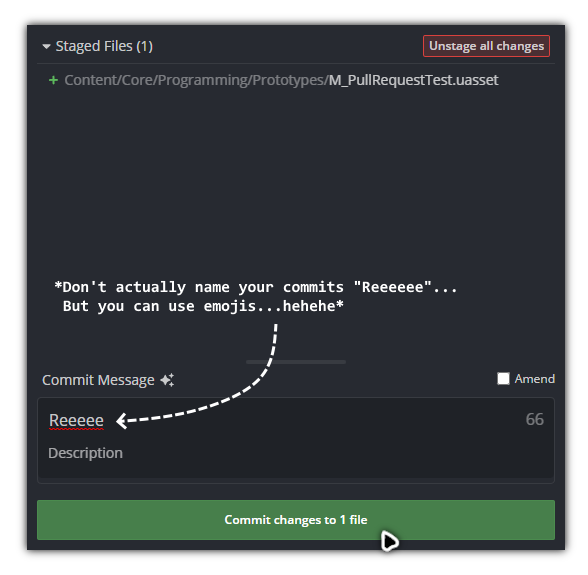 Staged Files (1)
Unstage all changes
+ Content/Core/Programming/Prototypes/M_PullRequestTest.uasset
*Don't actually name your commits "Reeeeee"...
But you can use emojis...hehehe*
Commit Message
Amend
Reeeee
66
Description
Commit changes to 1 file